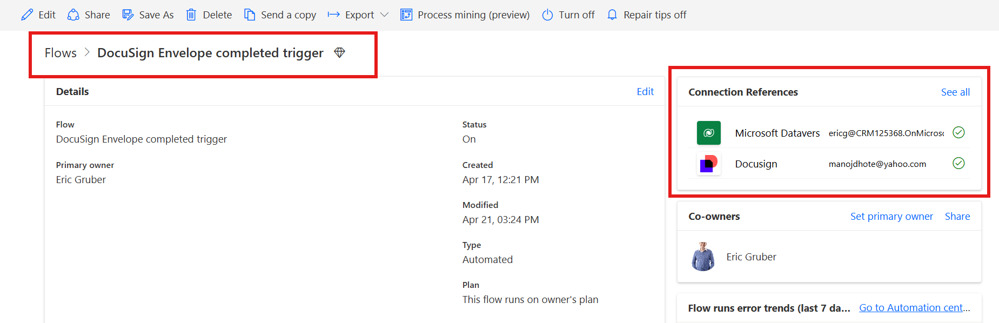 Edit Share Save As Delete Send a copy Export Process mining (preview) Turn off Repair tips off
Flows > DocuSign Envelope completed trigger
Details Edit
Flow
DocuSign Envelope completed trigger
Primary owner
Eric Gruber
Status
On
Created
Apr 17, 12:21 PM
Modified
Apr 21, 03:24 PM
Type
Automated
Plan
This flow runs on owner's plan
Connection References See all
Microsoft Datavers ericg@CRM125368.OnMicrosc
Docusign manojdhote@yahoo.com
Co-owners Set primary owner Share
Eric Gruber
Flow runs error trends (last 7 da... Go to Automation cent...